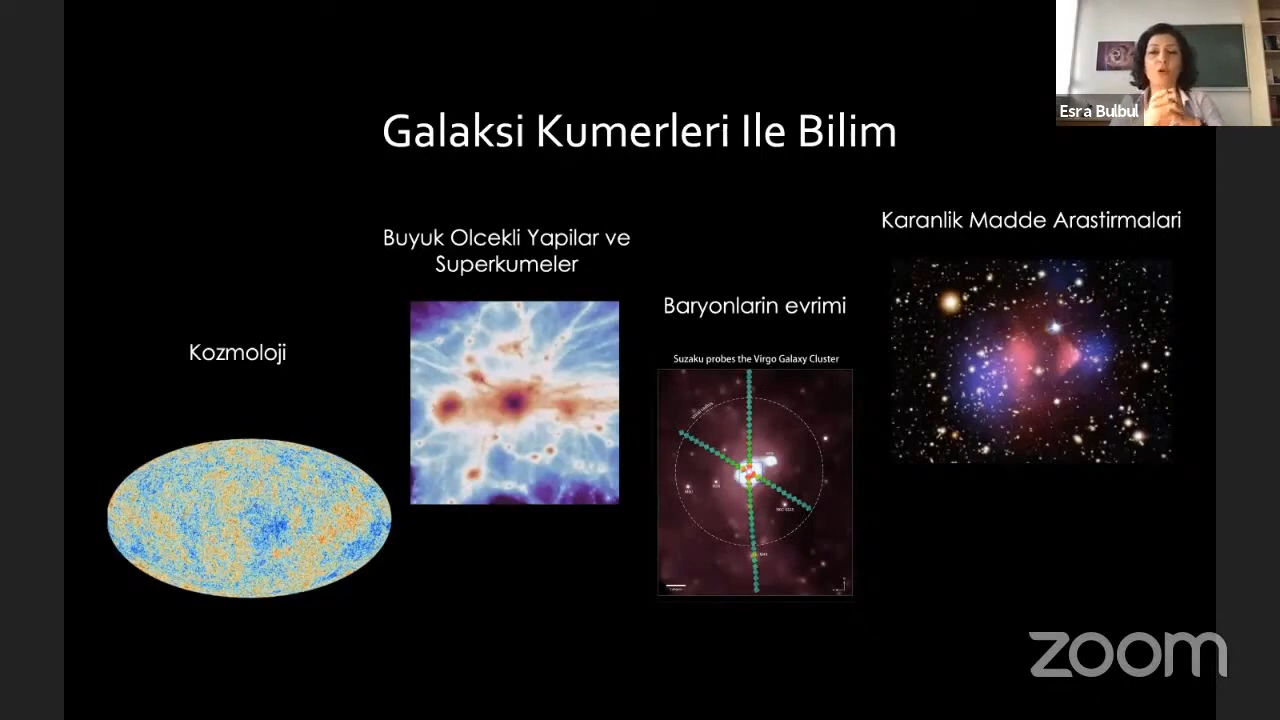 Esra Bulbul
Galaksi Kumerleri Ile Bilim
Karanlik Madde Arastirmalari
Buyuk Olcekli Yapilar ve
Superkumeler
Baryonlarin evrimi
Kozmoloji
Suzaku probes the Virgo Galaxy Cluster
zoom